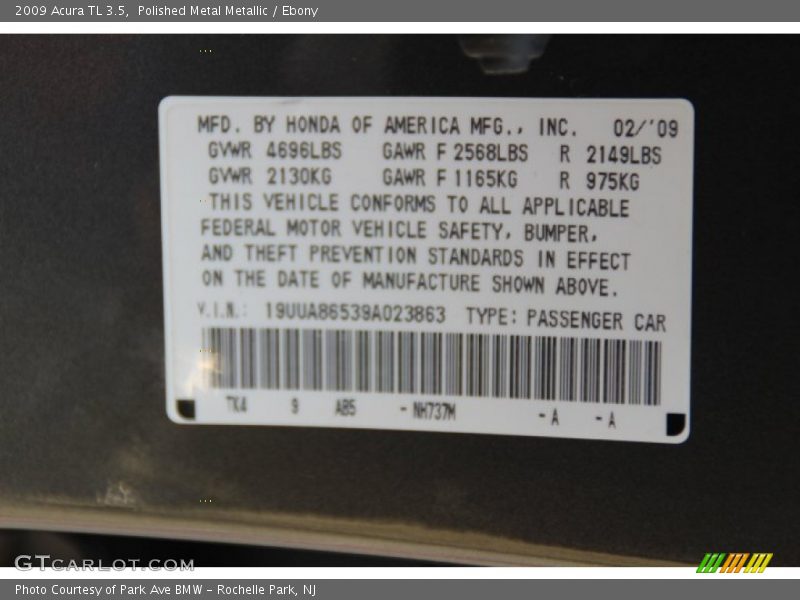 2009 Acura TL 3.5,  Polished Metal Metallic / Ebony
MFD. BY HONDA OF AMERICA MFG., INC. 02/'09
GVWR 4696LBS GAWR F 2568LBS R 2149LBS
GVWR 2130KG GAWR F 1165KG R 975KG
THIS VEHICLE CONFORMS TO ALL APPLICABLE
FEDERAL MOTOR VEHICLE SAFETY, BUMPER,
AND THEFT PREVENTION STANDARDS IN EFFECT
ON THE DATE OF MANUFACTURE SHOWN ABOVE.
V.I.N.: 19UUA86539A023863 TYPE: PASSENGER CAR
TK4 9 AB5 - NH737M - A - A
GTCARLOT.COM
Photo Courtesy of Park Ave BMW - Rochelle Park, NJ